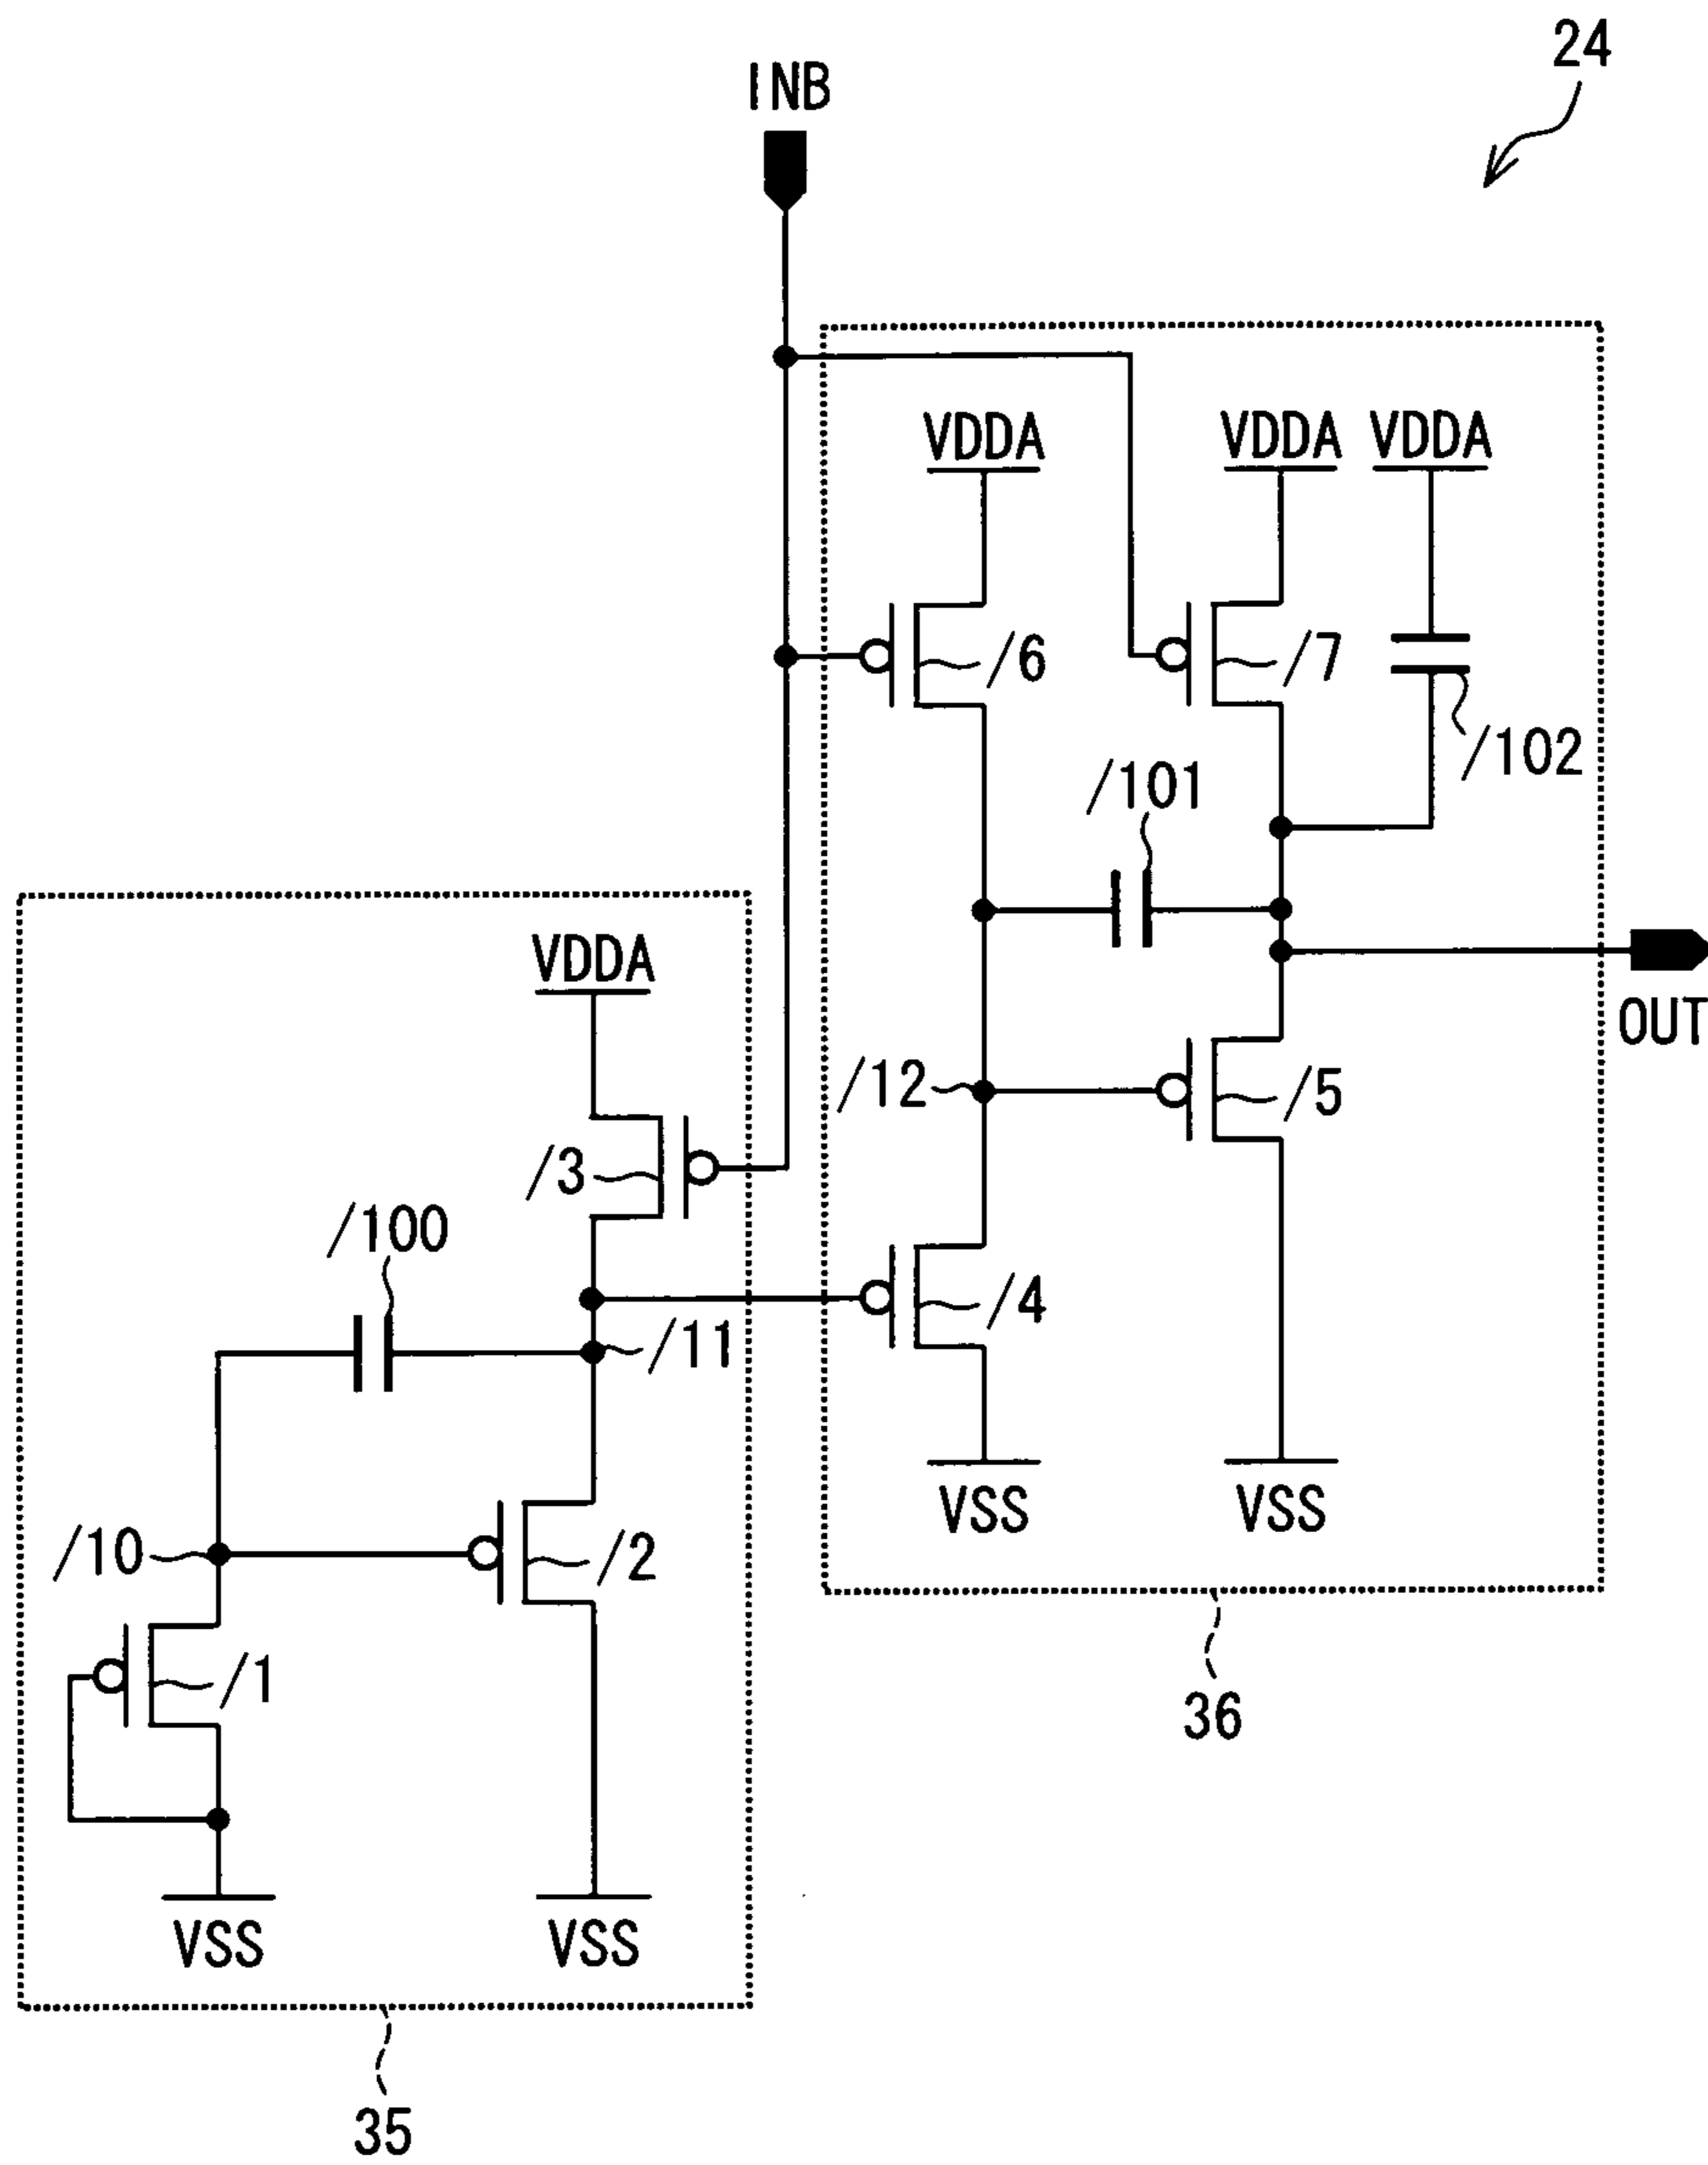 24
INB
VDDA
VDDA
VDDA
/6
/7
/102
/101
VDDA
OUT
/12
/5
/3
/100
/4
/11
VSS
VSS
/10
/2
/1
36
VSS
VSS
35